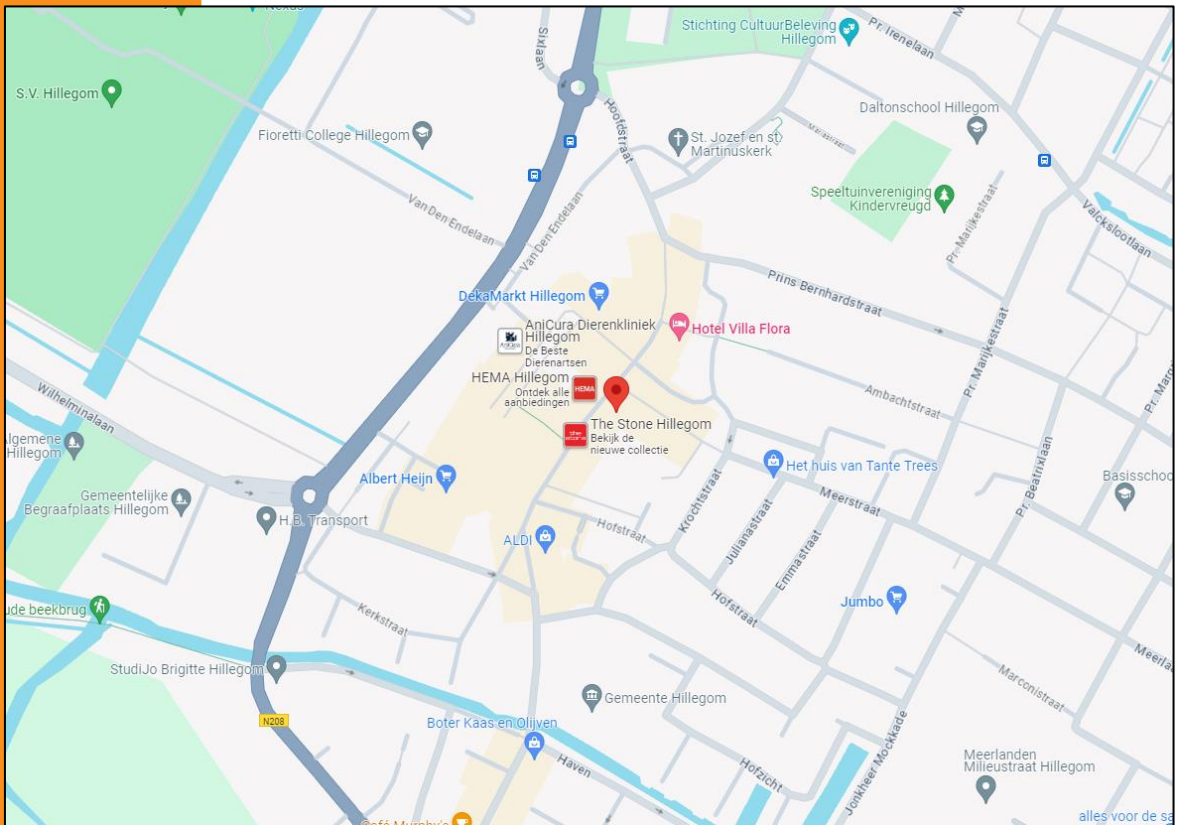 Nexus
Stichting CultuurBeleving
Hillegom
Pr. Irenelaan
Sixlaan
S.V. Hillegom
Hoofdstraat
Daltonschool Hillegom
Fioretti College Hillegom
St. Jozef en st
Martinuskerk
Mariastraat
Speeltuinvereniging
Kindervreugd
Pr. Marijkestraat
Valckslootlaan
Van Den Endelaan
Van Den Endelaan
Prins Bernhardstraat
DekaMarkt Hillegom
AniCura Dierenkliniek
Hillegom
De Beste
Dierenartsen
Hotel Villa Flora
Pr. Marijkestraat
HEMA Hillegom
Ontdek alle
aanbiedingen
HEMA
Ambachtstraat
Wilhelminalaan
The Stone Hillegom
Bekijk de
nieuwe collectie
Algemene
Hillegom
Albert Heijn
Het huis van Tante Trees
Pr. Beatrixlaan
Basisschoo
Gemeentelijke
Begraafplaats Hillegom
Meerstraat
Krochtstraat
H.B. Transport
Hofstraat
ALDI
Julianastraat
Emmastraat
Hofstraat
Jumbo
ude beekbrug
Kerkstraat
StudiJo Brigitte Hillegom
Marconistraat
Gemeente Hillegom
N208
Boter Kaas en Olijven
Haven
Hofzicht
Jonkheer Mockkade
Meerlanden
Milieustraat Hillegom
Café Murphy's
alles voor de sa